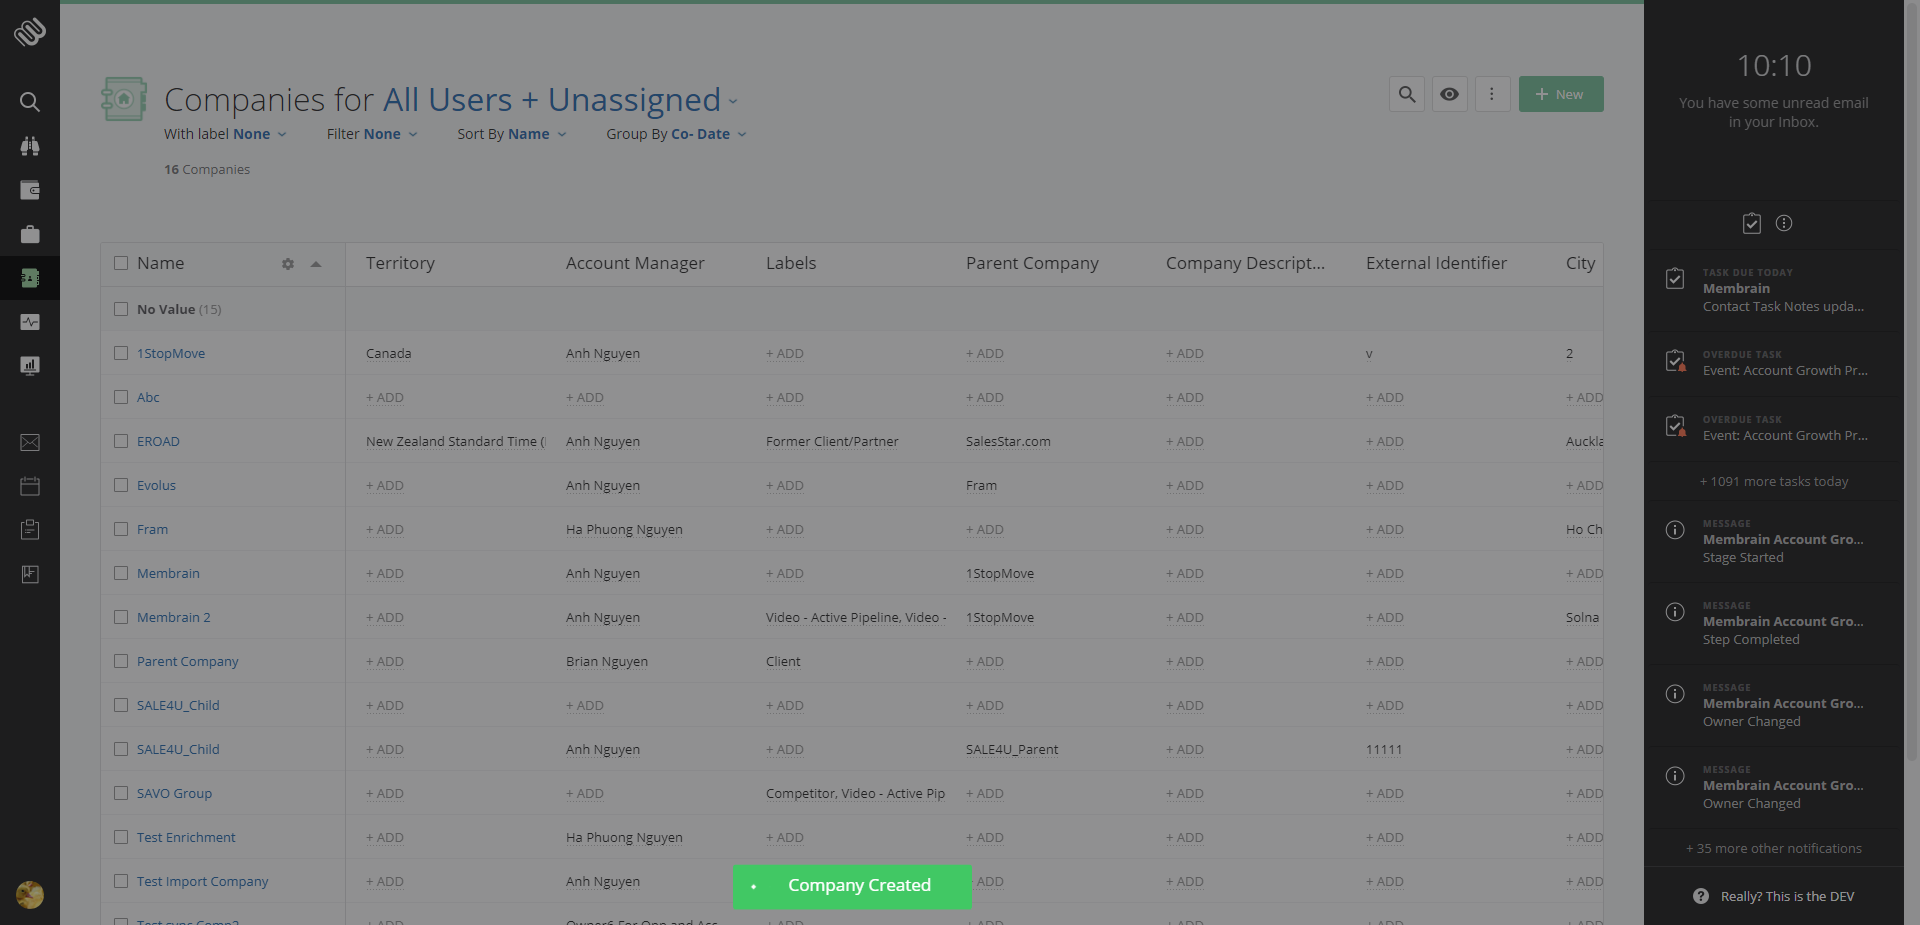 Companies for All Users + Unassigned
With label None Filter None Sort By Name Group By Co- Date
16 Companies
New
Name Territory Account Manager Labels Parent Company Company Descript... External Identifier City
No Value (15)
1StopMove Canada Anh Nguyen + ADD + ADD + ADD v 2
Abc + ADD + ADD + ADD + ADD + ADD + ADD + ADD
EROAD New Zealand Standard Time ( Anh Nguyen Former Client/Partner SalesStar.com + ADD + ADD Auckla
Evolus + ADD Anh Nguyen + ADD Fram + ADD + ADD + ADD
Fram + ADD Ha Phuong Nguyen + ADD + ADD + ADD + ADD Ho Ch
Membrain + ADD Anh Nguyen + ADD 1StopMove + ADD + ADD + ADD
Membrain 2 + ADD Anh Nguyen Video - Active Pipeline, Video - 1StopMove + ADD + ADD Solna
Parent Company + ADD Brian Nguyen Client + ADD + ADD + ADD + ADD
SALE4U_Child + ADD + ADD + ADD + ADD + ADD + ADD + ADD
SALE4U_Child + ADD Anh Nguyen + ADD SALE4U_Parent + ADD 11111 + ADD
SAVO Group + ADD + ADD Competitor, Video - Active Pip + ADD + ADD + ADD + ADD
Test Enrichment + ADD Ha Phuong Nguyen + ADD + ADD + ADD + ADD + ADD
Test Import Company + ADD Anh Nguyen ADD + ADD + ADD + ADD
Company Created
10:10
You have some unread email
in your Inbox.
TASK DUE TODAY
Membrain
Contact Task Notes upda...
OVERDUE TASK
Event: Account Growth Pr...
OVERDUE TASK
Event: Account Growth Pr...
+ 1091 more tasks today
MESSAGE
Membrain Account Gro...
Stage Started
MESSAGE
Membrain Account Gro...
Step Completed
MESSAGE
Membrain Account Gro...
Owner Changed
MESSAGE
Membrain Account Gro...
Owner Changed
+ 35 more other notifications
Really? This is the DEV